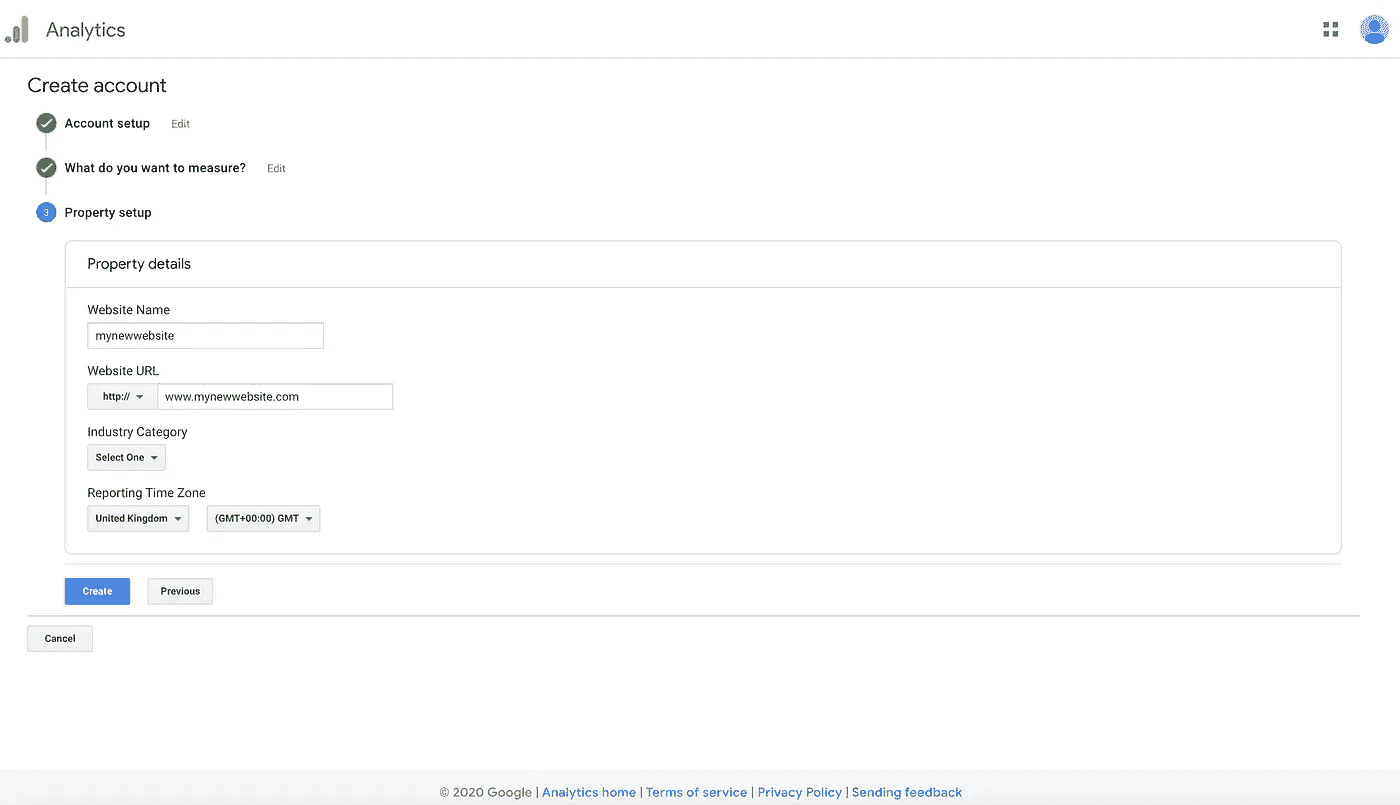 Analytics
Create account
Account setup Edit
What do you want to measure? Edit
3 Property setup
Property details
Website Name
mynewwebsite
Website URL
http:// www.mynewwebsite.com
Industry Category
Select One
Reporting Time Zone
United Kingdom (GMT+00:00) GMT
Create Previous
Cancel
© 2020 Google | Analytics home | Terms of service | Privacy Policy | Sending feedback